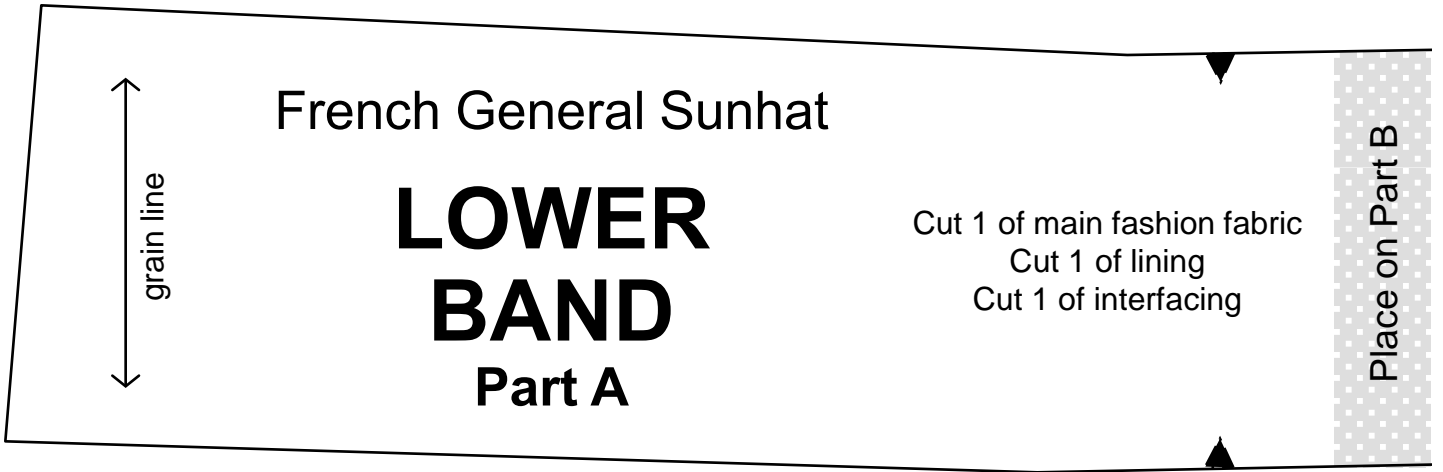 French General Sunhat
grain line
LOWER
BAND
Part A
Cut 1 of main fashion fabric
Cut 1 of lining
Cut 1 of interfacing
Place on Part B